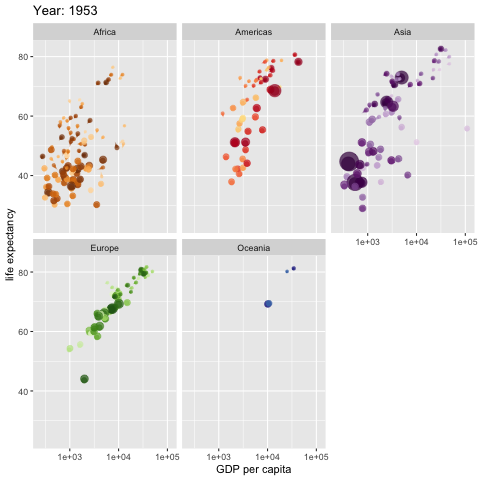 Year: 1953
Africa
Americas
Asia
80
60
40
1e+03
1e+04
1e+05
life expectancy
Europe
Oceania
80
60
40
1e+03
1e+04
1e+05
1e+03
1e+04
1e+05
GDP per capita